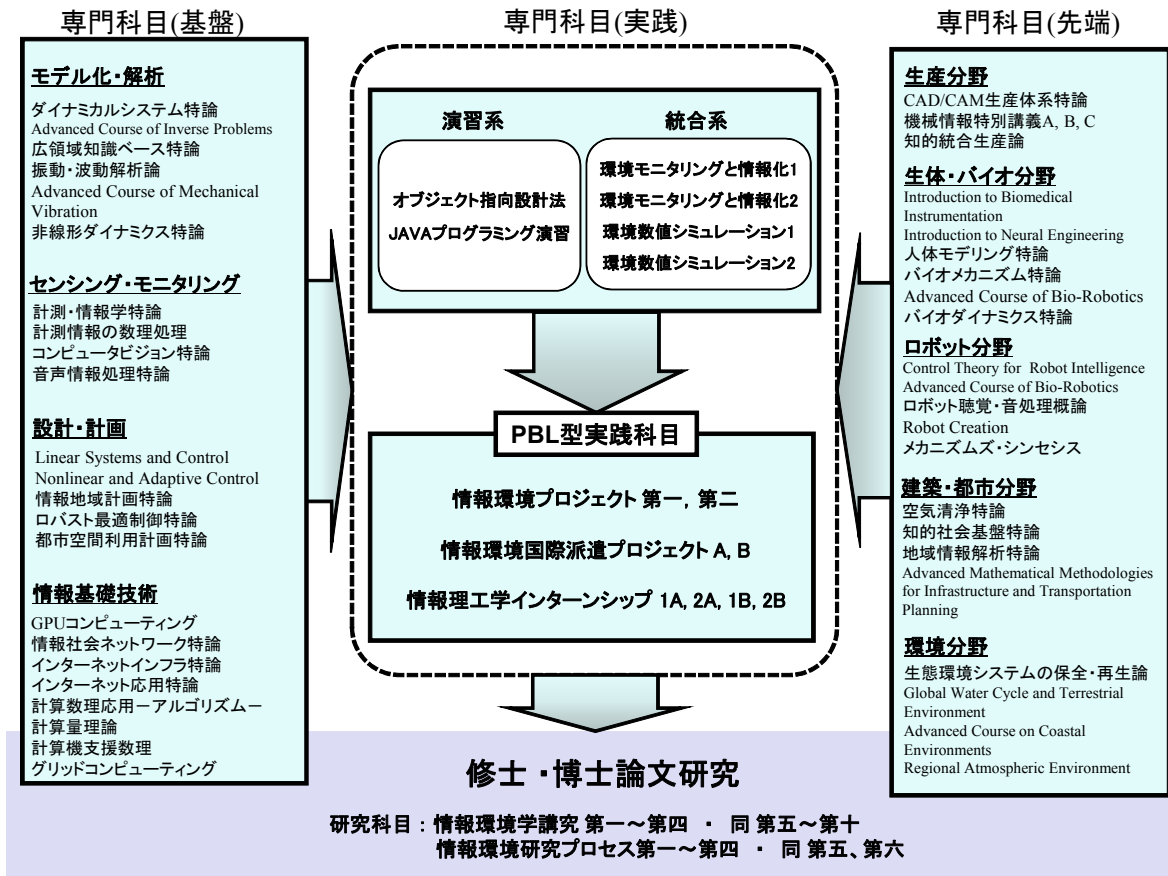 専門科目(基盤)
モデル化・解析
ダイナミカルシステム特論
Advanced Course of Inverse Problems
広領域知識ベース特論
振動・波動解析論
Advanced Course of Mechanical
Vibration
非線形ダイナミクス特論
センシング・モニタリング
計測・情報学特論
計測情報の数理処理
コンピュータビジョン特論
音声情報処理特論
設計・計画
Linear Systems and Control
Nonlinear and Adaptive Control
情報地域計画特論
ロバスト最適制御特論
都市空間利用計画特論
情報基礎技術
GPUコンピューティング
情報社会ネットワーク特論
インターネットインフラ特論
インターネット応用特論
計算数理応用－アルゴリズム－
計算量理論
計算機支援数理
グリッドコンピューティング
専門科目(実践)
演習系
オブジェクト指向設計法
JAVAプログラミング演習
統合系
環境モニタリングと情報化1
環境モニタリングと情報化2
環境数値シミュレーション1
環境数値シミュレーション2
PBL型実践科目
情報環境プロジェクト 第一，第二
情報環境国際派遣プロジェクト A, B
情報理工学インターンシップ 1A, 2A, 1B, 2B
専門科目(先端)
生産分野
CAD/CAM生産体系特論
機械情報特別講義A, B, C
知的統合生産論
生体・バイオ分野
Introduction to Biomedical
Instrumentation
Introduction to Neural Engineering
人体モデリング特論
バイオメカニズム特論
Advanced Course of Bio-Robotics
バイオダイナミクス特論
ロボット分野
Control Theory for Robot Intelligence
Advanced Course of Bio-Robotics
ロボット聴覚・音処理概論
Robot Creation
メカニズムズ・シンセシス
建築・都市分野
空気清浄特論
知的社会基盤特論
地域情報解析特論
Advanced Mathematical Methodologies
for Infrastructure and Transportation
Planning
環境分野
生態環境システムの保全・再生論
Global Water Cycle and Terrestrial
Environment
Advanced Course on Coastal
Environments
Regional Atmospheric Environment
修士・博士論文研究
研究科目：情報環境学講究 第一～第四 ・ 同 第五～第十
情報環境研究プロセス第一～第四 ・ 同 第五、第六